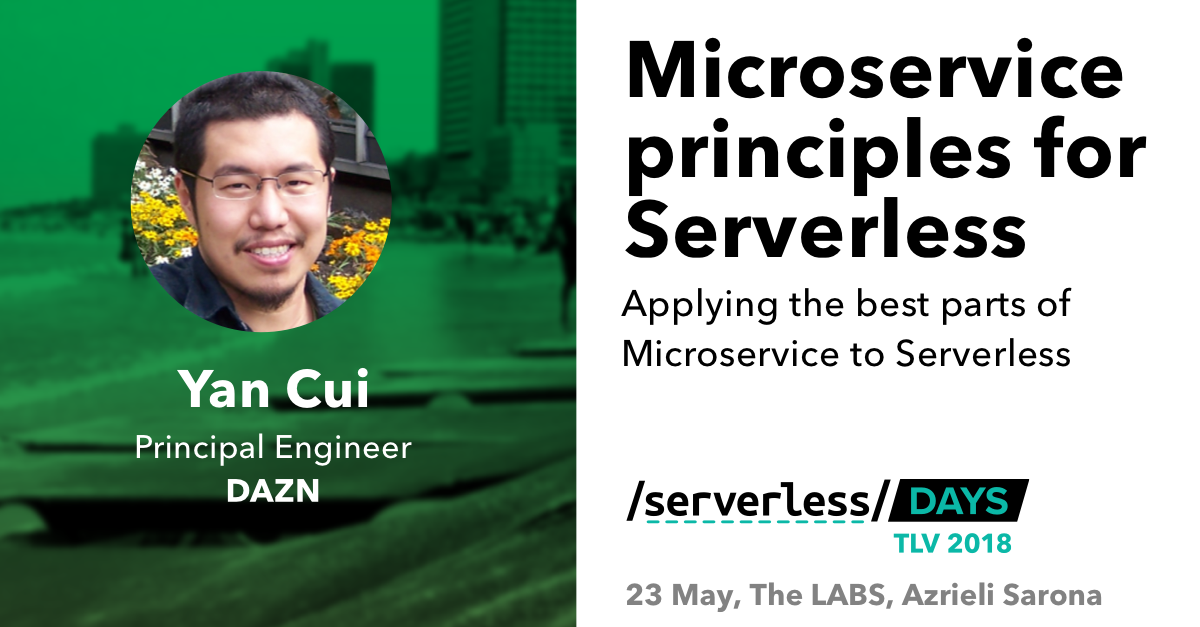 Yan Cui
Principal Engineer
DAZN
Microservice
principles for
Serverless
Applying the best parts of
Microservice to Serverless
/serverless/DAYS
TLV 2018
23 May, The LABS, Azrieli Sarona